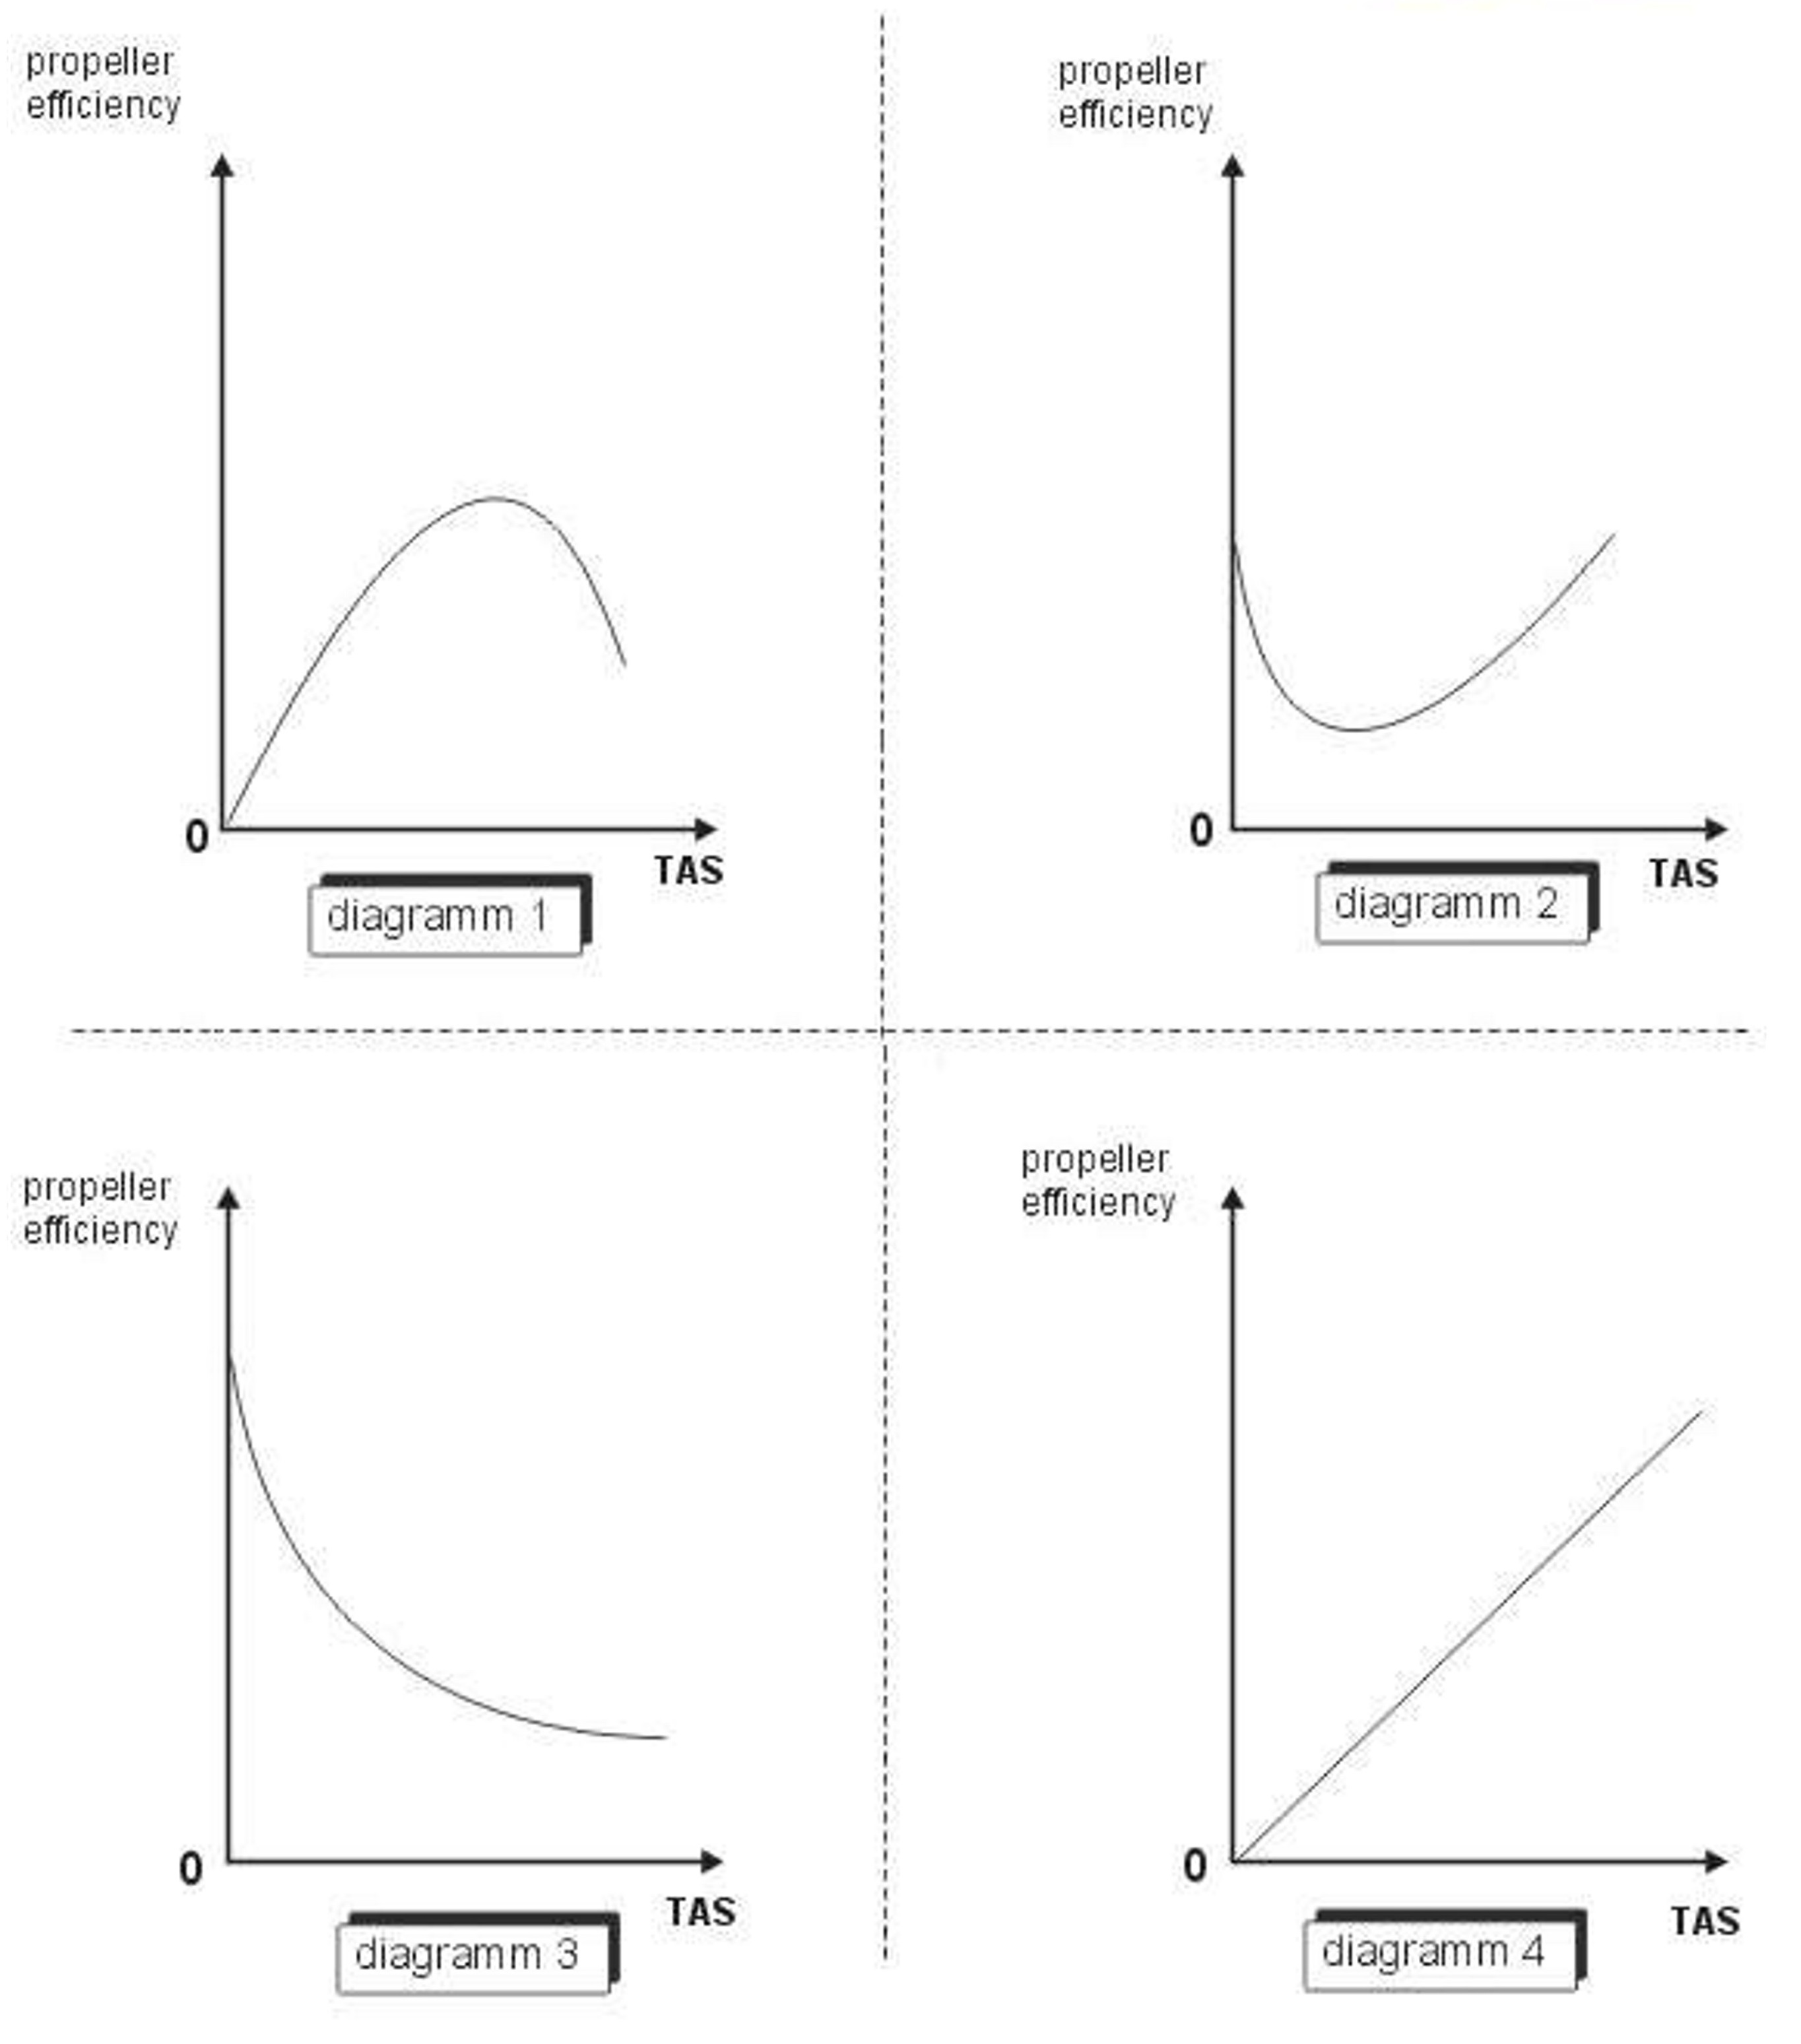 propeller
efficiency
0
TAS
diagramm 1
propeller
efficiency
0
TAS
diagramm 2
propeller
efficiency
0
TAS
diagramm 3
propeller
efficiency
0
TAS
diagramm 4